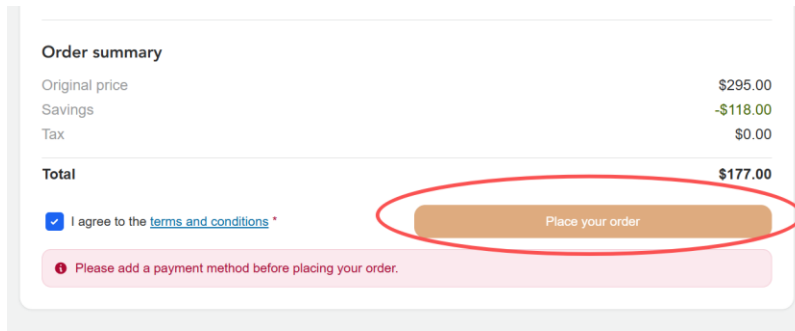 Order summary
Original price $295.00
Savings -$118.00
Tax $0.00
Total $177.00
I agree to the terms and conditions * Place your order
Please add a payment method before placing your order.